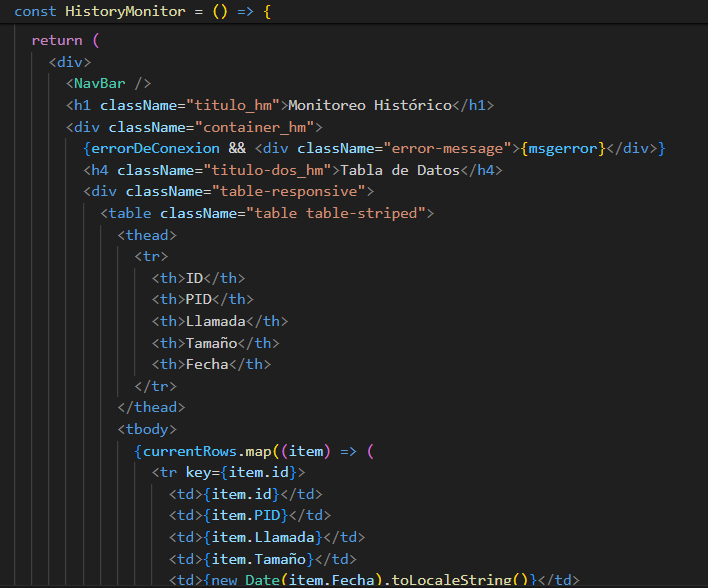 const HistoryMonitor = () => {
return (
<div>
<NavBar />
<h1 className="titulo_hm">Monitoreo Histórico</h1>
<div className="container_hm">
{errorDeConexion && <div className="error-message">{msgerror}</div>}
<h4 className="titulo-dos_hm">Tabla de Datos</h4>
<div className="table-responsive">
<table className="table table-striped">
<thead>
<tr>
<th>ID</th>
<th>PID</th>
<th>Llamada</th>
<th>Tamaño</th>
<th>Fecha</th>
</tr>
</thead>
<tbody>
{currentRows.map((item) => (
<tr key={item.id}>
<td>{item.id}</td>
<td>{item.PID}</td>
<td>{item.Llamada}</td>
<td>{item.Tamaño}</td>
<td>{new Date(item.Fecha).toLocaleString()}</td>